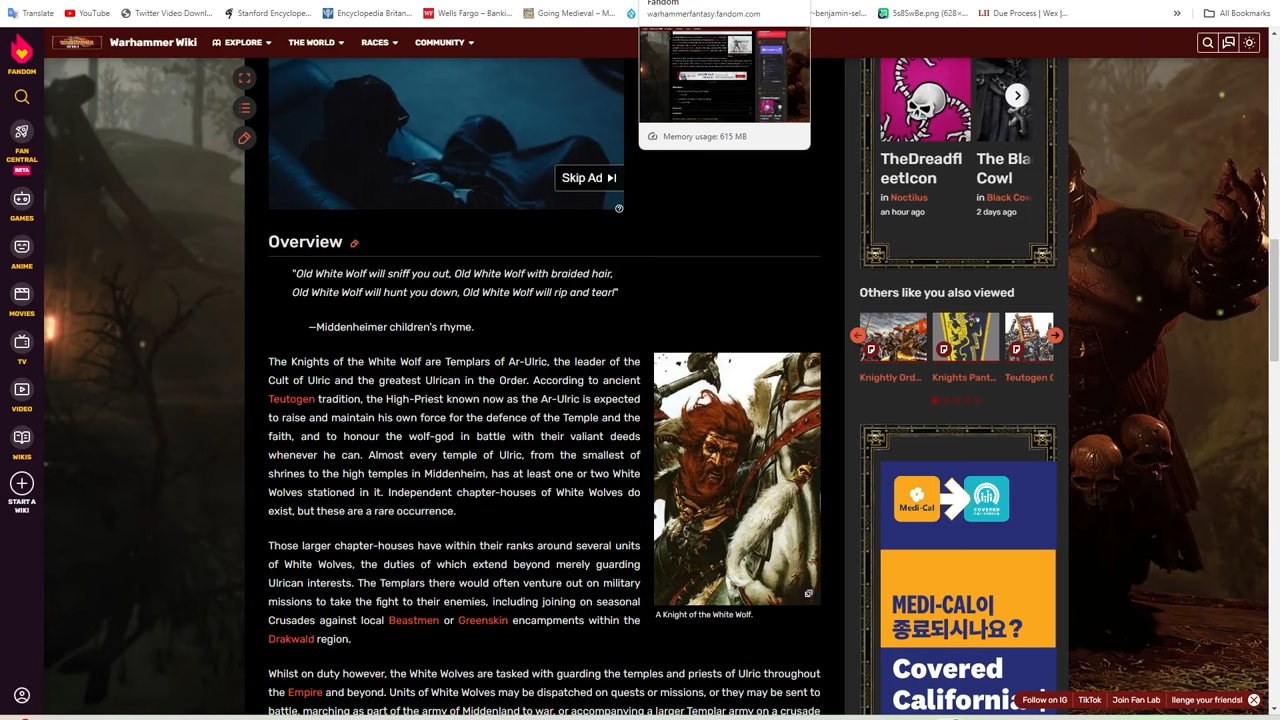 Fandom
warhammerfantasy.fandom.com
Translate
YouTube
Twitter Video Downl...
Stanford Encyclope...
Encyclopedia Britan...
Wells Fargo – Banki...
Going Medieval – M...
r-benjamin-sel...
5s8SwBe.png (628×...
LII Due Process | Wex |...
»
All Bookmarks
Warhammer Wiki
Memory usage: 615 MB
FAN CENTRAL
BETA
GAMES
ANIME
MOVIES
TV
VIDEO
WIKIS
START A WIKI
Skip Ad
Overview
"Old White Wolf will sniff you out, Old White Wolf with braided hair,
Old White Wolf will hunt you down, Old White Wolf will rip and tear!"
–Middenheimer children's rhyme.
The Knights of the White Wolf are Templars of Ar-Ulric, the leader of the
Cult of Ulric and the greatest Ulrican in the Order. According to ancient
Teutogen tradition, the High-Priest known now as the Ar-Ulric is expected
to raise and maintain his own force for the defence of the Temple and the
faith, and to honour the wolf-god in battle with their valiant deeds
whenever he can. Almost every temple of Ulric, from the smallest of
shrines to the high temples in Middenheim, has at least one or two White
Wolves stationed in it. Independent chapter-houses of White Wolves do
exist, but these are a rare occurrence.
A Knight of the White Wolf.
Those larger chapter-houses have within their ranks around several units
of White Wolves, the duties of which extend beyond merely guarding
Ulrican interests. The Templars there would often venture out on military
missions to take the fight to their enemies, including joining on seasonal
Crusades against local Beastmen or Greenskin encampments within the
Drakwald region.
Whilst on duty however, the White Wolves are tasked with guarding the temples and priests of Ulric throughout
the Empire and beyond. Units of White Wolves may be dispatched on quests or missions, or they may be sent to
TheDreadfl
eetIcon
in Noctilus
an hour ago
The Bla
Cowl
in Black Cow
2 days ago
Others like you also viewed
Knightly Ord...
Knights Pant...
Teutogen G
Medi-Cal
COVERED
CALIFORNIA
MEDI-CAL이
종료되시나요?
Covered
California
Follow on IG
TikTok
Join Fan Lab
llenge your friends!